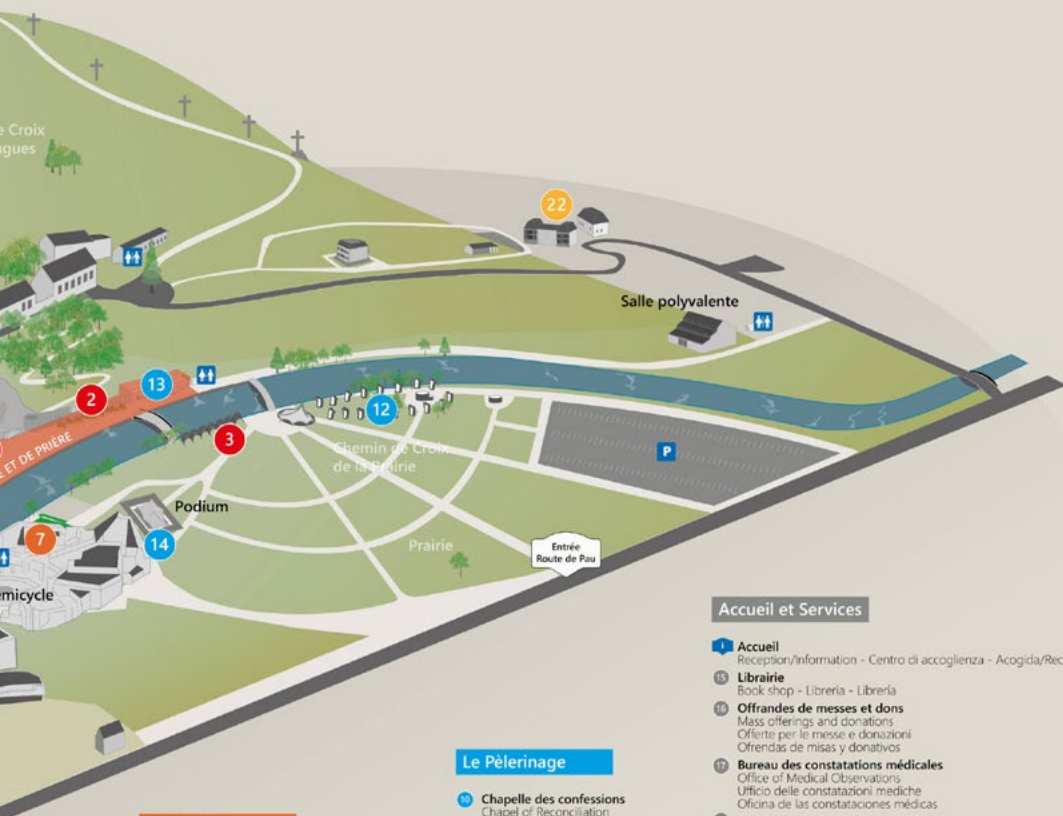 e Croix
ugues
22
Salle polyvalente
13
2
12
3
Chemin de Croix
de la Prairie
P
E ET DE PRIÈRE
Podium
7
14
Prairie
Entrée
Route de Pau
émicycle
Accueil et Services
i Accueil
Reception/Information - Centro di accoglienza - Acogida/Rec
15 Librairie
Book shop - Libreria - Librería
16 Offrandes de messes et dons
Mass offerings and donations
Offerte per le messe e donazioni
Ofrendas de misas y donativos
17 Bureau des constatations médicales
Office of Medical Observations
Ufficio delle constatazioni mediche
Oficina de las constataciones médicas
Le Pèlerinage
10 Chapelle des confessions
Chapel of Reconciliation